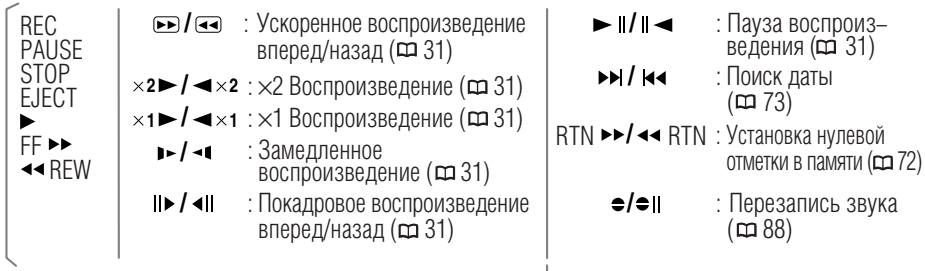 REC
PAUSE
STOP
EJECT
▶
FF ▶▶
◀◀ REW
▶▶ / ◀◀ : Ускоренное воспроизведение
вперед/назад (31)
×2▶ / ◀×2 : ×2 Воспроизведение (31)
×1▶ / ◀×1 : ×1 Воспроизведение (31)
: Замедленное
воспроизведение (31)
: Покадровое воспроизведение
вперед/назад (31)
▶ II / II ◀ : Пауза воспроиз–
ведения (31)
▶▶I / I◀◀ : Поиск даты
(73)
RTN ▶▶/◀◀ RTN : Установка нулевой
отметки в памяти (72)
: Перезапись звука
(88)